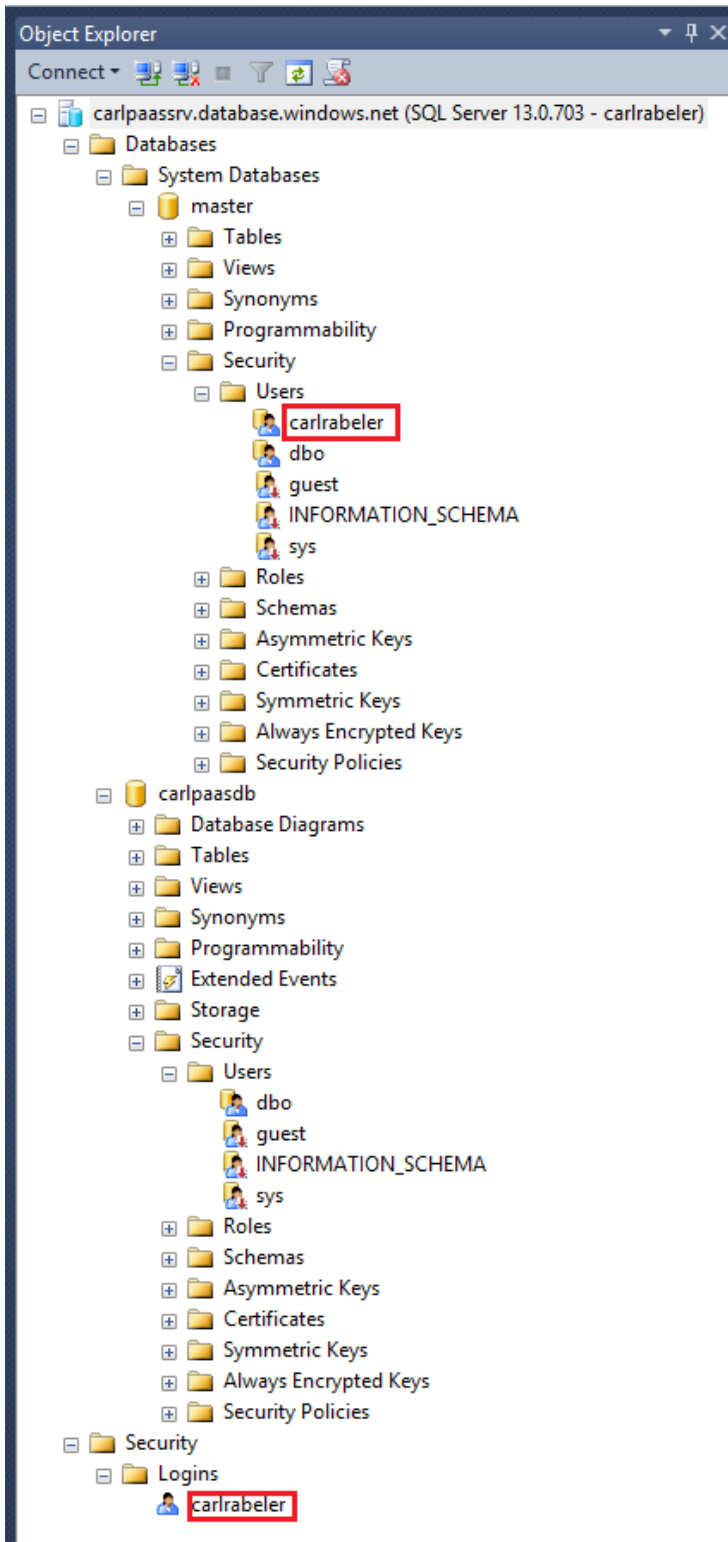 Object Explorer
Connect
carlpaassrv.database.windows.net (SQL Server 13.0.703 - carlrabeler)
Databases
System Databases
master
Tables
Views
Synonyms
Programmability
Security
Users
carlrabeler
dbo
guest
INFORMATION_SCHEMA
sys
Roles
Schemas
Asymmetric Keys
Certificates
Symmetric Keys
Always Encrypted Keys
Security Policies
carlpaasdb
Database Diagrams
Tables
Views
Synonyms
Programmability
Extended Events
Storage
Security
Users
dbo
guest
INFORMATION_SCHEMA
sys
Roles
Schemas
Asymmetric Keys
Certificates
Symmetric Keys
Always Encrypted Keys
Security Policies
Security
Logins
carlrabeler